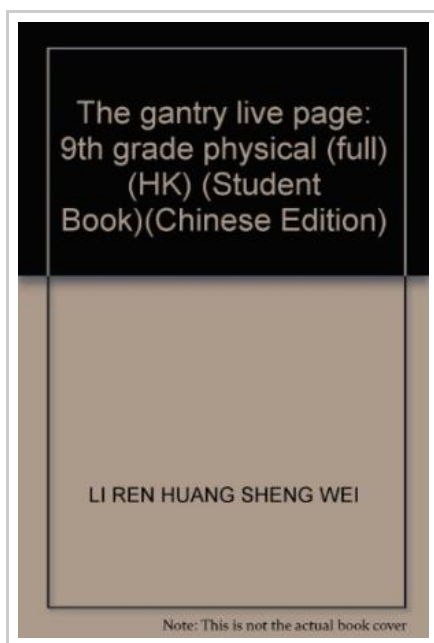 The gantry live page:
9th grade physical (full)
(HK) (Student
Book)(Chinese Edition)
LI REN HUANG SHENG WEI
Note: This is not the actual book cover